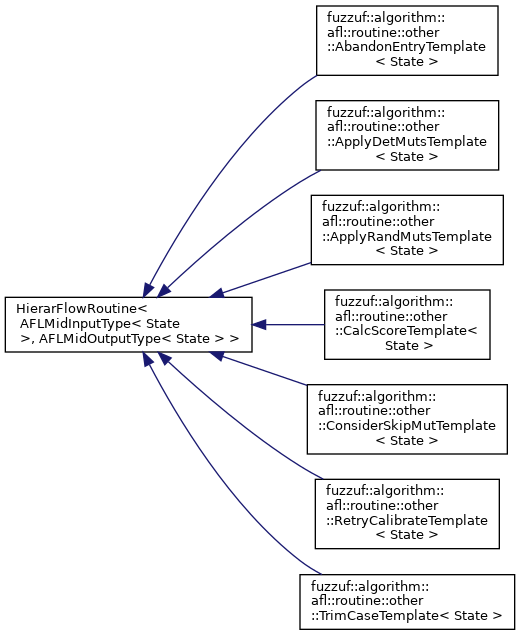 fuzzuf::algorithm::
afl::routine::other
::AbandonEntryTemplate
< State >
fuzzuf::algorithm::
afl::routine::other
::ApplyDetMutsTemplate
< State >
fuzzuf::algorithm::
afl::routine::other
::ApplyRandMutsTemplate
< State >
HierarFlowRoutine<
AFLMidInputType< State
>, AFLMidOutputType< State > >
fuzzuf::algorithm::
afl::routine::other
::CalcScoreTemplate<
State >
fuzzuf::algorithm::
afl::routine::other
::ConsiderSkipMutTemplate
< State >
fuzzuf::algorithm::
afl::routine::other
::RetryCalibrateTemplate
< State >
fuzzuf::algorithm::
afl::routine::other
::TrimCaseTemplate< State >